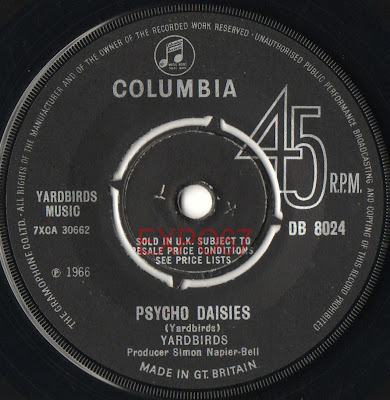 ALL RIGHTS OF THE MANUFACTURER AND OF THE OWNER OF THE RECORDED WORK RESERVED. UNAUTHORISED PUBLIC PERFORMANCE BROADCASTING AND COPYING OF THIS RECORD PROHIBITED
COLUMBIA
45
R.P.M.
YARDBIRDS
MUSIC
7XCA 30662
DB 8024
SOLD IN U.K. SUBJECT TO
RESALE PRICE CONDITIONS
SEE PRICE LISTS
℗ 1966
PSYCHO DAISIES
(Yardbirds)
YARDBIRDS
Producer Simon Napier-Bell
MADE IN GT. BRITAIN
THE GRAMOPHONE CO. LTD.